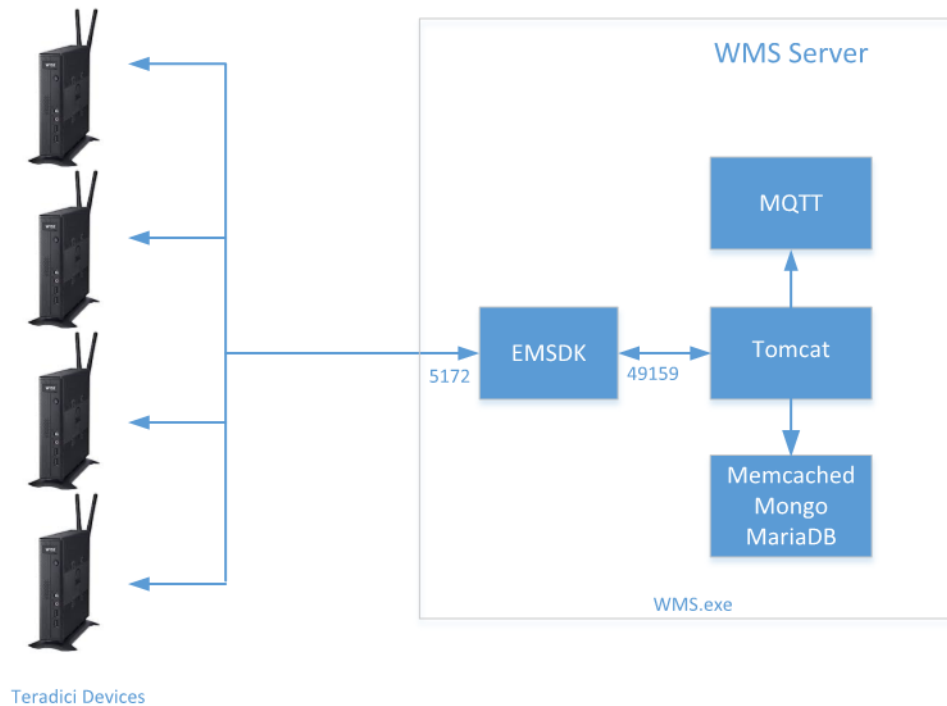 WMS Server
MQTT
EMSDK
Tomcat
5172
49159
Memcached
Mongo
MariaDB
WMS.exe
Teradici Devices